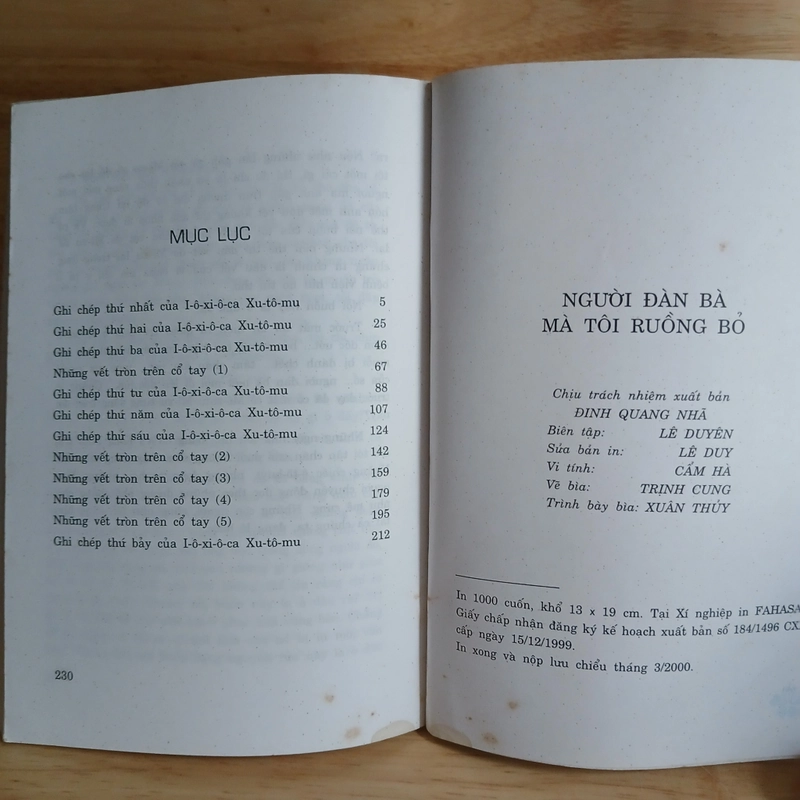 MỤC LỤC
Ghi chép thứ nhất của I-ô-xi-ô-ca Xu-tô-mu 5
Ghi chép thứ hai của I-ô-xi-ô-ca Xu-tô-mu 25
Ghi chép thứ ba của I-ô-xi-ô-ca Xu-tô-mu 46
Những vết tròn trên cổ tay (1) 67
Ghi chép thứ tư của I-ô-xi-ô-ca Xu-tô-mu 88
Ghi chép thứ năm của I-ô-xi-ô-ca Xu-tô-mu 107
Ghi chép thứ sáu của I-ô-xi-ô-ca Xu-tô-mu 124
Những vết tròn trên cổ tay (2) 142
Những vết tròn trên cổ tay (3) 159
Những vết tròn trên cổ tay (4) 179
Những vết tròn trên cổ tay (5) 195
Ghi chép thứ bảy của I-ô-xi-ô-ca Xu-tô-mu 212
230
NGƯỜI ĐÀN BÀ
MÀ TÔI RUỒNG BỎ
Chịu trách nhiệm xuất bản
ĐINH QUANG NHÃ
Biên tập: LÊ DUYÊN
Sửa bản in: LÊ DUY
Vi tính: CẨM HÀ
Vẽ bìa: TRỊNH CUNG
Trình bày bìa: XUÂN THỦY
In 1000 cuốn, khổ 13 x 19 cm. Tại Xí nghiệp in FAHASA
Giấy chấp nhận đăng ký kế hoạch xuất bản số 184/1496 CX
cấp ngày 15/12/1999.
In xong và nộp lưu chiểu tháng 3/2000.